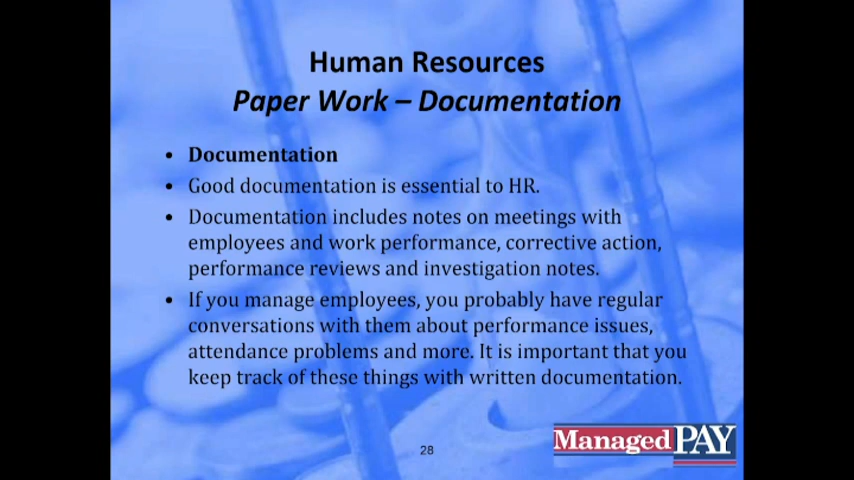 Human Resources
Paper Work – Documentation
• Documentation
• Good documentation is essential to HR.
• Documentation includes notes on meetings with
employees and work performance, corrective action,
performance reviews and investigation notes.
• If you manage employees, you probably have regular
conversations with them about performance issues,
attendance problems and more. It is important that you
keep track of these things with written documentation.
28
ManagedPAY